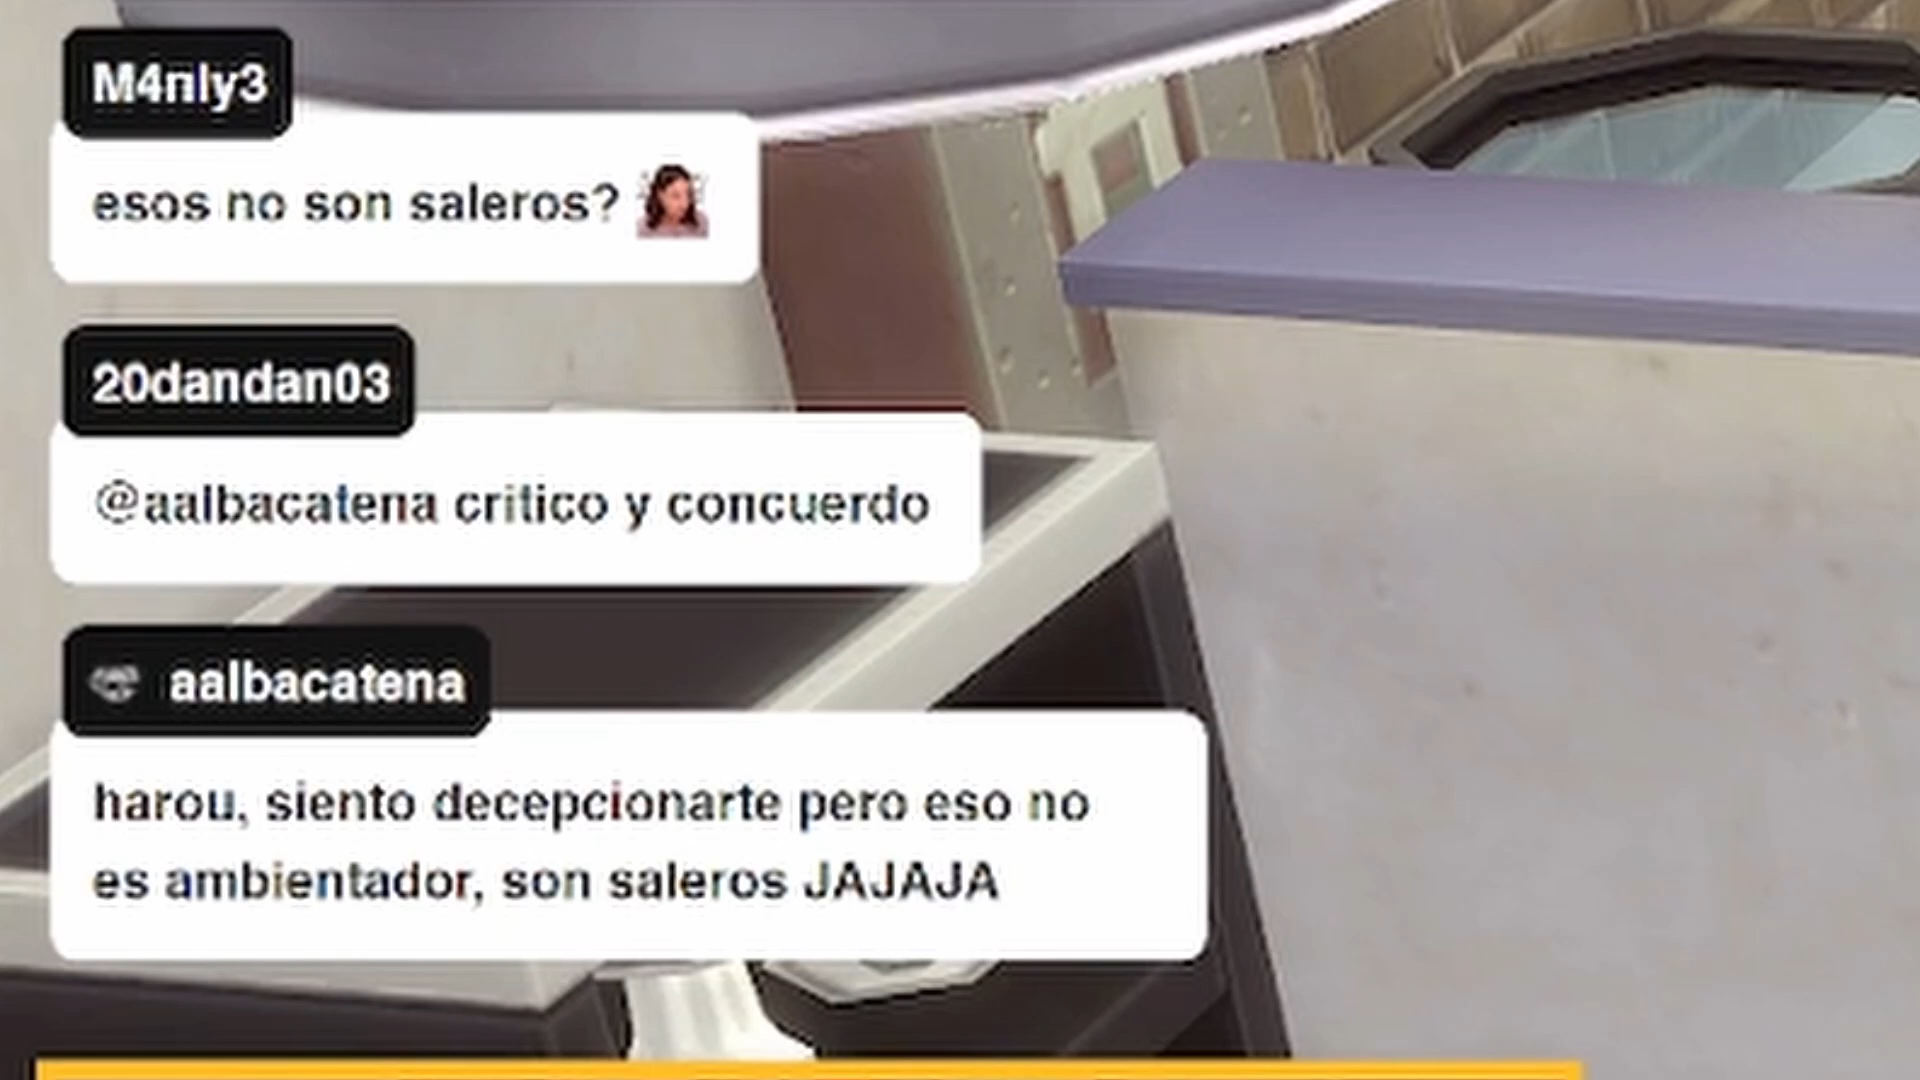 M4nly3
esos no son saleros?
20dandan03
@aalbacatena critico y concuerdo
aalbacatena
harou, siento decepcionarte pero eso no
es ambientador, son saleros JAJAJA